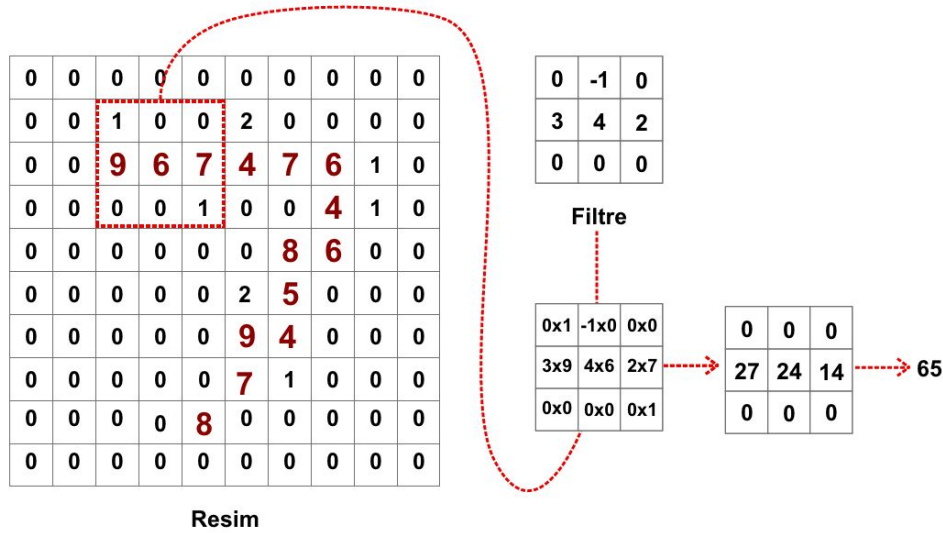 0 0 0 0 0 0 0 0 0 0
0 0 1 0 0 2 0 0 0 0
0 0 9 6 7 4 7 6 1 0
0 0 0 0 1 0 0 4 1 0
0 0 0 0 0 0 8 6 0 0
0 0 0 0 0 2 5 0 0 0
0 0 0 0 0 9 4 0 0 0
0 0 0 0 0 7 1 0 0 0
0 0 0 0 8 0 0 0 0 0
0 0 0 0 0 0 0 0 0 0
Resim
0 -1 0
3 4 2
0 0 0
Filtre
0x1 -1x0 0x0
3x9 4x6 2x7
0x0 0x0 0x1
0 0 0
27 24 14
0 0 0
65